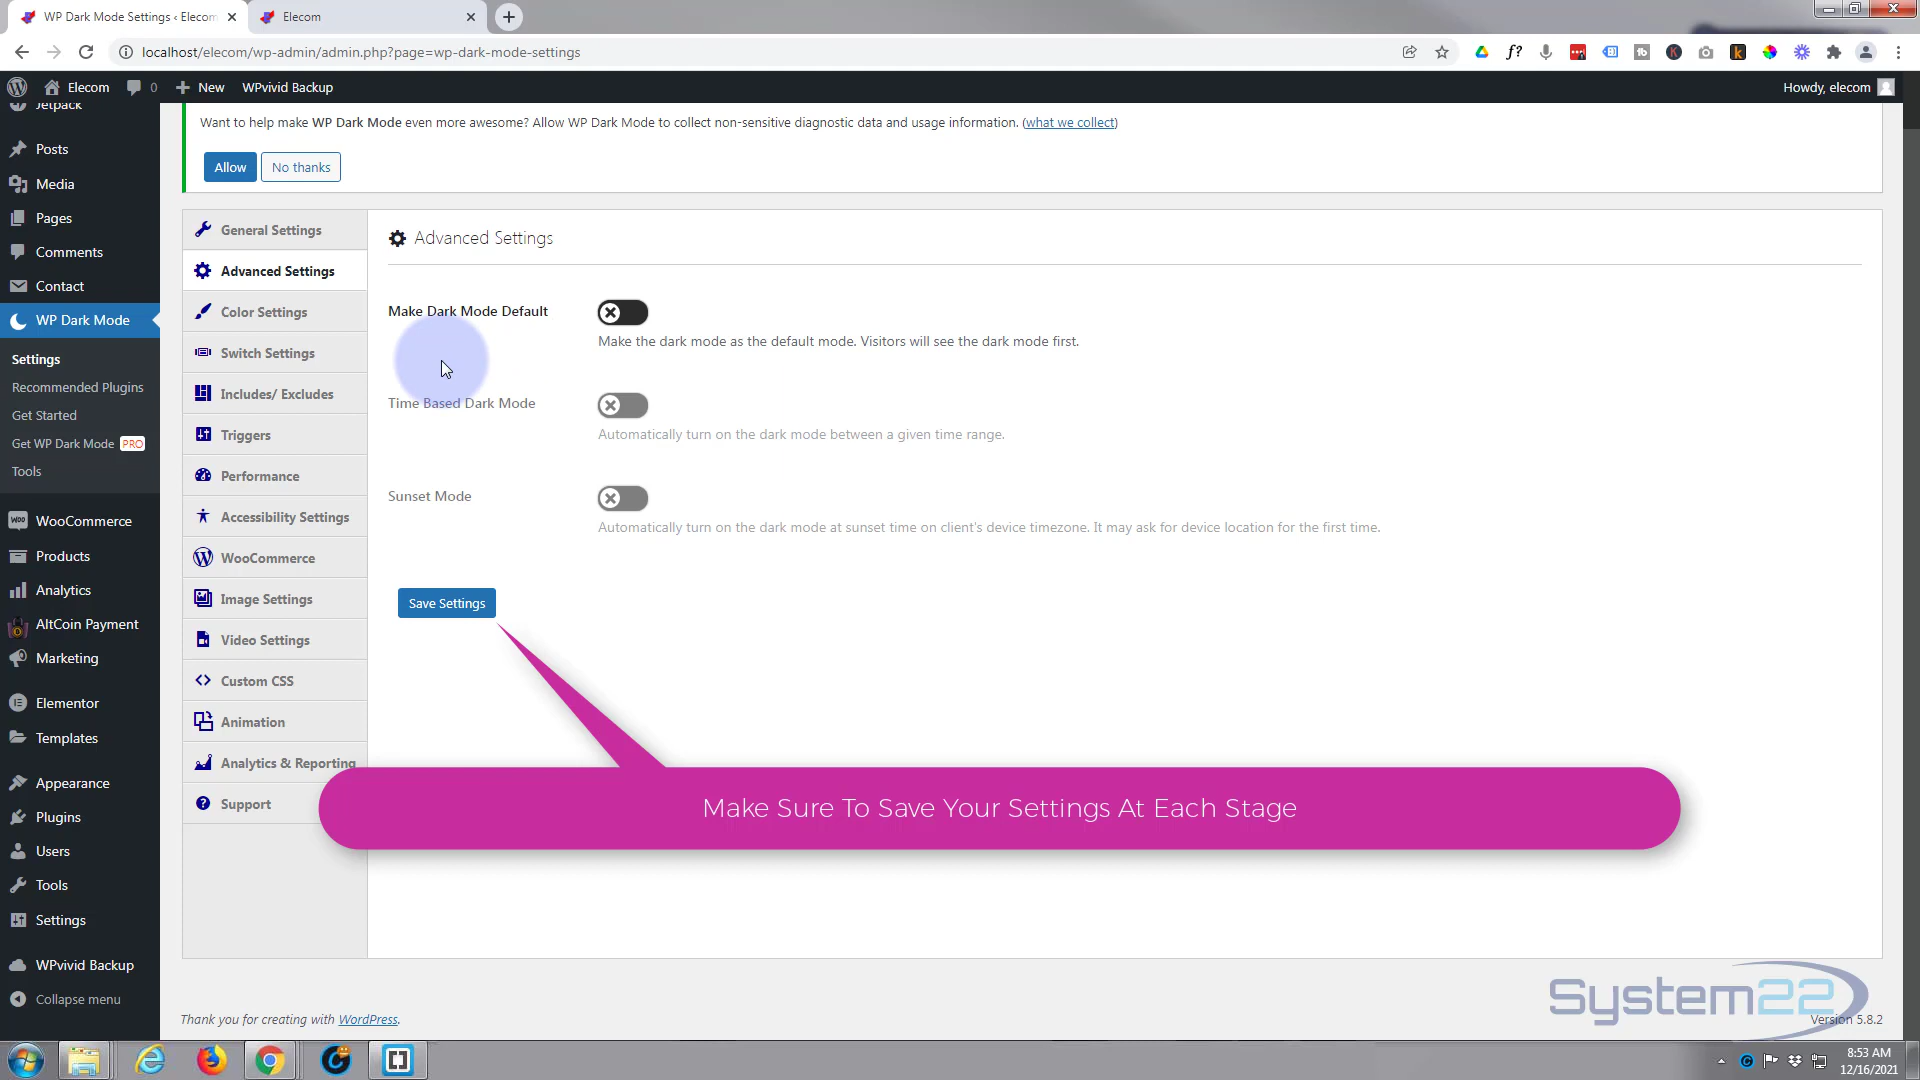 WP Dark Mode Settings ‹ Elecom
Elecom
localhost/elecom/wp-admin/admin.php?page=wp-dark-mode-settings
Elecom
0
New
WPvivid Backup
Howdy, elecom
Jetpack
Posts
Media
Pages
Comments
Contact
WP Dark Mode
Settings
Recommended Plugins
Get Started
Get WP Dark Mode PRO
Tools
WooCommerce
Products
Analytics
AltCoin Payment
Marketing
Elementor
Templates
Appearance
Plugins
Users
Tools
Settings
WPvivid Backup
Collapse menu
Want to help make WP Dark Mode even more awesome? Allow WP Dark Mode to collect non-sensitive diagnostic data and usage information. (what we collect)
Allow
No thanks
General Settings
Advanced Settings
Color Settings
Switch Settings
Includes/ Excludes
Triggers
Performance
Accessibility Settings
WooCommerce
Image Settings
Video Settings
Custom CSS
Animation
Analytics & Reporting
Support
Advanced Settings
Make Dark Mode Default
Make the dark mode as the default mode. Visitors will see the dark mode first.
Time Based Dark Mode
Automatically turn on the dark mode between a given time range.
Sunset Mode
Automatically turn on the dark mode at sunset time on client's device timezone. It may ask for device location for the first time.
Save Settings
Make Sure To Save Your Settings At Each Stage
System22
Thank you for creating with WordPress.
Version 5.8.2
8:53 AM
12/16/2021